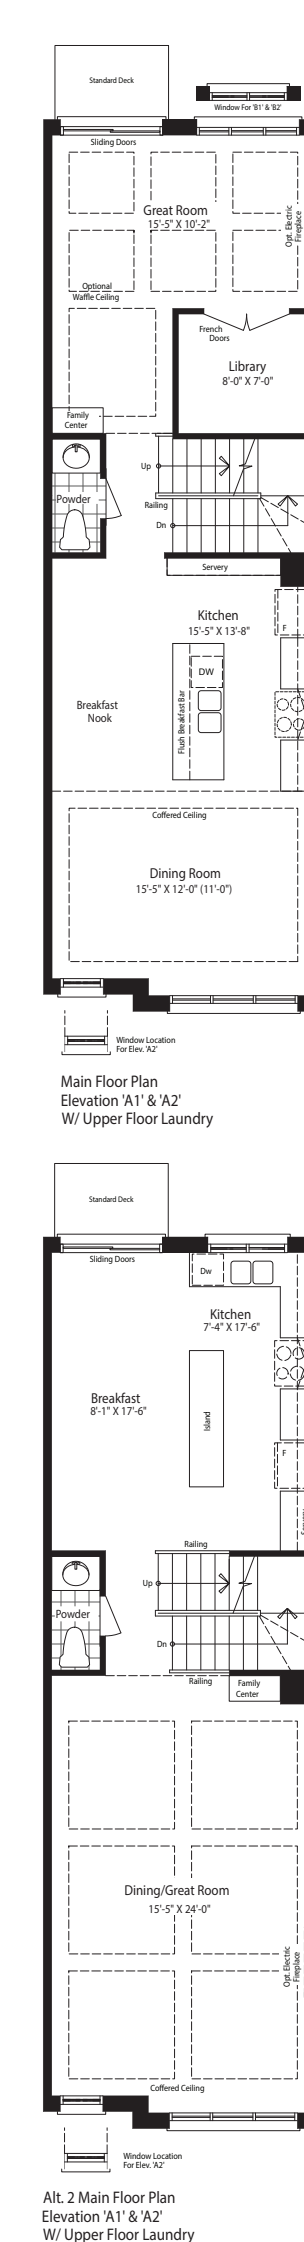 Standard Deck
Window For 'B1' & 'B2'
Sliding Doors
Great Room
15'-5" X 10'-2"
Opt. Electric
Fireplace
Optional
Waffle Ceiling
French
Doors
Library
8'-0" X 7'-0"
Family
Center
Up
Powder
Railing
Dn
Servery
Kitchen
15'-5" X 13'-8"
F
DW
Breakfast
Nook
Flush Breakfast Bar
Coffered Ceiling
Dining Room
15'-5" X 12'-0" (11'-0")
Window Location
For Elev. 'A2'
Main Floor Plan
Elevation 'A1' & 'A2'
W/ Upper Floor Laundry
Standard Deck
Sliding Doors
Dw
Kitchen
7'-4" X 17'-6"
Breakfast
8'-1" X 17'-6"
Island
F
Servery
Railing
Up
Powder
Dn
Railing
Family
Center
Dining/Great Room
15'-5" X 24'-0"
Opt. Electric
Fireplace
Coffered Ceiling
Window Location
For Elev. 'A2'
Alt. 2 Main Floor Plan
Elevation 'A1' & 'A2'
W/ Upper Floor Laundry